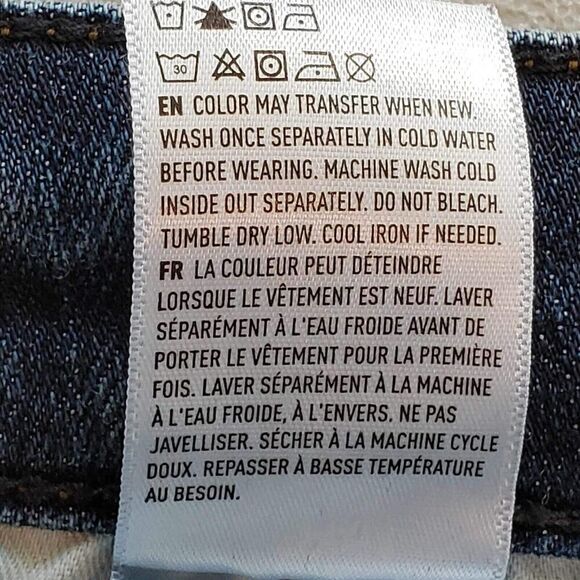 30
EN COLOR MAY TRANSFER WHEN NEW.
WASH ONCE SEPARATELY IN COLD WATER
BEFORE WEARING. MACHINE WASH COLD
INSIDE OUT SEPARATELY. DO NOT BLEACH.
TUMBLE DRY LOW. COOL IRON IF NEEDED.
FR LA COULEUR PEUT DÉTEINDRE
LORSQUE LE VÊTEMENT EST NEUF. LAVER
SÉPARÉMENT À L'EAU FROIDE AVANT DE
PORTER LE VÊTEMENT POUR LA PREMIÈRE
FOIS. LAVER SÉPARÉMENT À LA MACHINE
À L'EAU FROIDE, À L'ENVERS. NE PAS
JAVELLISER. SÉCHER À LA MACHINE CYCLE
DOUX. REPASSER À BASSE TEMPÉRATURE
AU BESOIN.